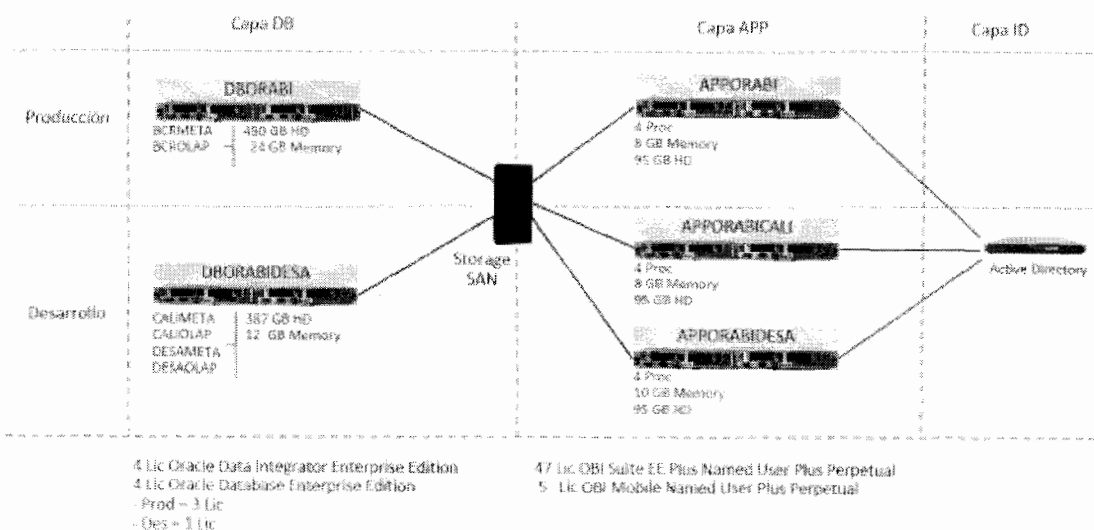 Capa DB
Capa APP
Capa ID
Producción
DBORABI
BCRMETA
BCROLAP
490 GB HD
24 GB Memory
APPORABI
4 Proc
8 GB Memory
95 GB HD
Storage
SAN
Desarrollo
DBORABIDESA
CALIMETA
CALIOLAP
DESAMETA
DESAOLAP
387 GB HD
12 GB Memory
APPORABICALI
4 Proc
8 GB Memory
95 GB HD
APPORABIDESA
4 Proc
10 GB Memory
95 GB HD
Active Directory
4 Lic Oracle Data Integrator Enterprise Edition
4 Lic Oracle Database Enterprise Edition
- Prod – 3 Lic
- Des – 1 Lic
47 Lic OBI Suite EE Plus Named User Plus Perpetual
5 Lic OBI Mobile Named User Plus Perpetual